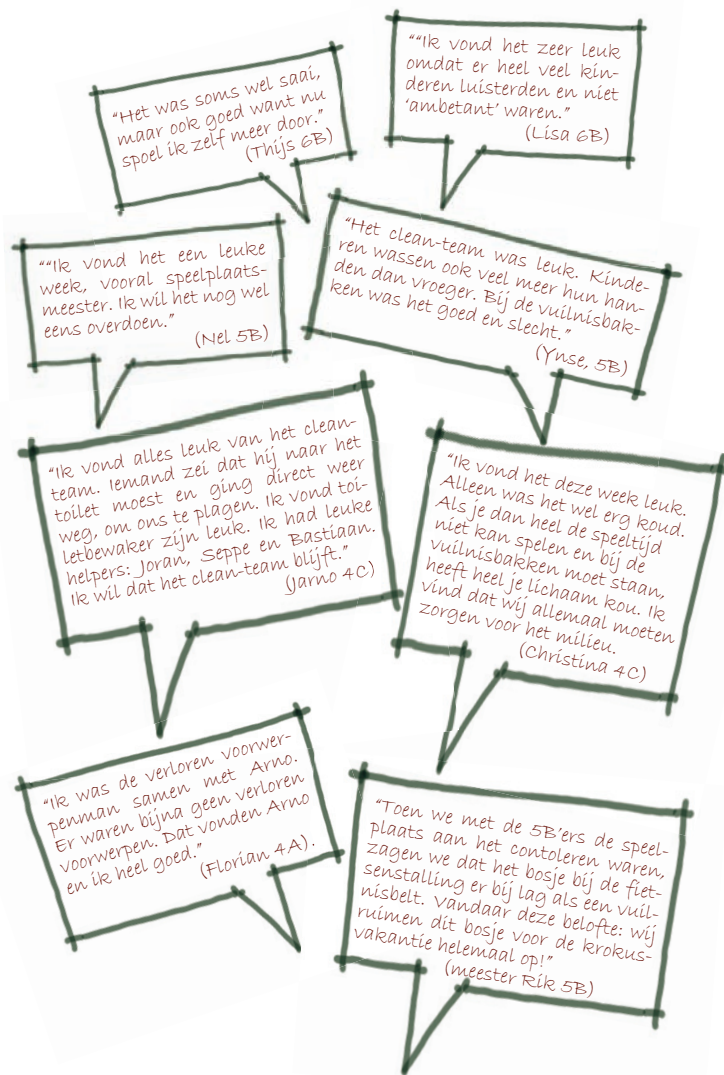 “Het was soms wel saai,
maar ook goed want nu
spoel ik zelf meer door.”
(Thijs 6B)
““Ik vond het zeer leuk
omdat er heel veel kin-
deren luisterden en niet
‘ambetant’ waren.”
(Lisa 6B)
““Ik vond het een leuke
week, vooral speelplaats-
meester. Ik wil het nog wel
eens overdoen.”
(Nel 5B)
“Het clean-team was leuk. Kinde-
ren wassen ook veel meer hun han-
den dan vroeger. Bij de vuilnisbak-
ken was het goed en slecht.”
(Ynse, 5B)
“Ik vond alles leuk van het clean-
team. Iemand zei dat hij naar het
toilet moest en ging direct weer
weg, om ons te plagen. Ik vond toi-
letbewaker zijn leuk. Ik had leuke
helpers: Joran, Seppe en Bastiaan.
Ik wil dat het clean-team blijft.”
(Jarno 4C)
“Ik vond het deze week leuk.
Alleen was het wel erg koud.
Als je dan heel de speeltijd
niet kan spelen en bij de
vuilnisbakken moet staan,
heeft heel je lichaam kou. Ik
vind dat wij allemaal moeten
zorgen voor het milieu.
(Christina 4C)
“Ik was de verloren voorwer-
penman samen met Arno.
Er waren bijna geen verloren
voorwerpen. Dat vonden Arno
en ik heel goed.”
(Florian 4A).
“Toen we met de 5B’ers de speel-
plaats aan het contoleren waren,
zagen we dat het bosje bij de fiet-
senstalling er bij lag als een vuil-
nisbelt. Vandaar deze belofte: wij
ruimen dit bosje voor de krokus-
vakantie helemaal op!”
(meester Rik 5B)